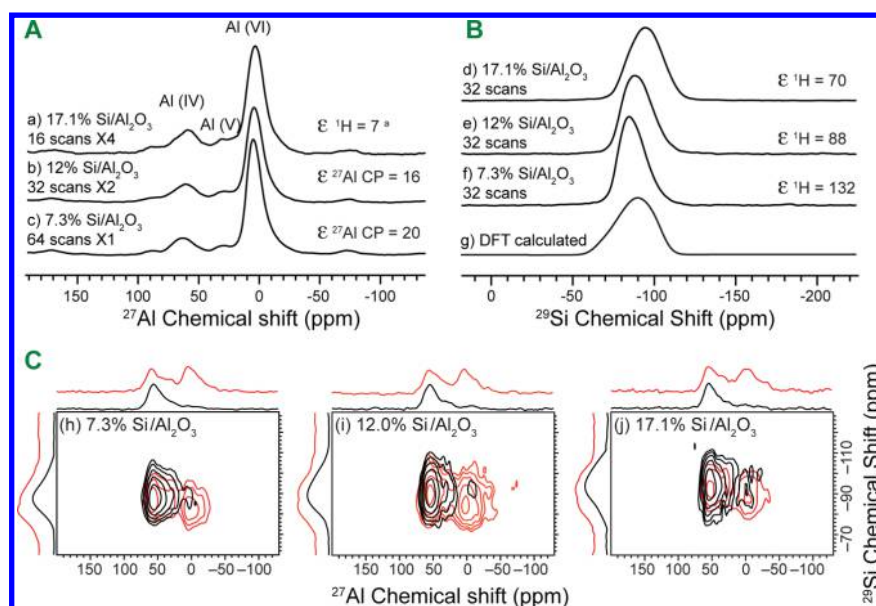 A
Al (VI)
Al (IV)
Al (V)
a) 17.1% Si/Al₂O₃
16 scans X4
ε ¹H = 7 ᵃ
b) 12% Si/Al₂O₃
32 scans X2
ε ²⁷Al CP = 16
c) 7.3% Si/Al₂O₃
64 scans X1
ε ²⁷Al CP = 20
150 100 50 0 -50 -100
²⁷Al Chemical shift (ppm)
B
d) 17.1% Si/Al₂O₃
32 scans
ε ¹H = 70
e) 12% Si/Al₂O₃
32 scans
ε ¹H = 88
f) 7.3% Si/Al₂O₃
32 scans
ε ¹H = 132
g) DFT calculated
0 -50 -100 -150 -200
²⁹Si Chemical Shift (ppm)
C
(h) 7.3% Si/Al₂O₃
(i) 12.0% Si/Al₂O₃
(j) 17.1% Si/Al₂O₃
-110
-90
-70
²⁹Si Chemical Shift (ppm)
150 100 50 0 -50 -100
150 100 50 0 -50 -100
150 100 50 0 -50 -100
²⁷Al Chemical shift (ppm)